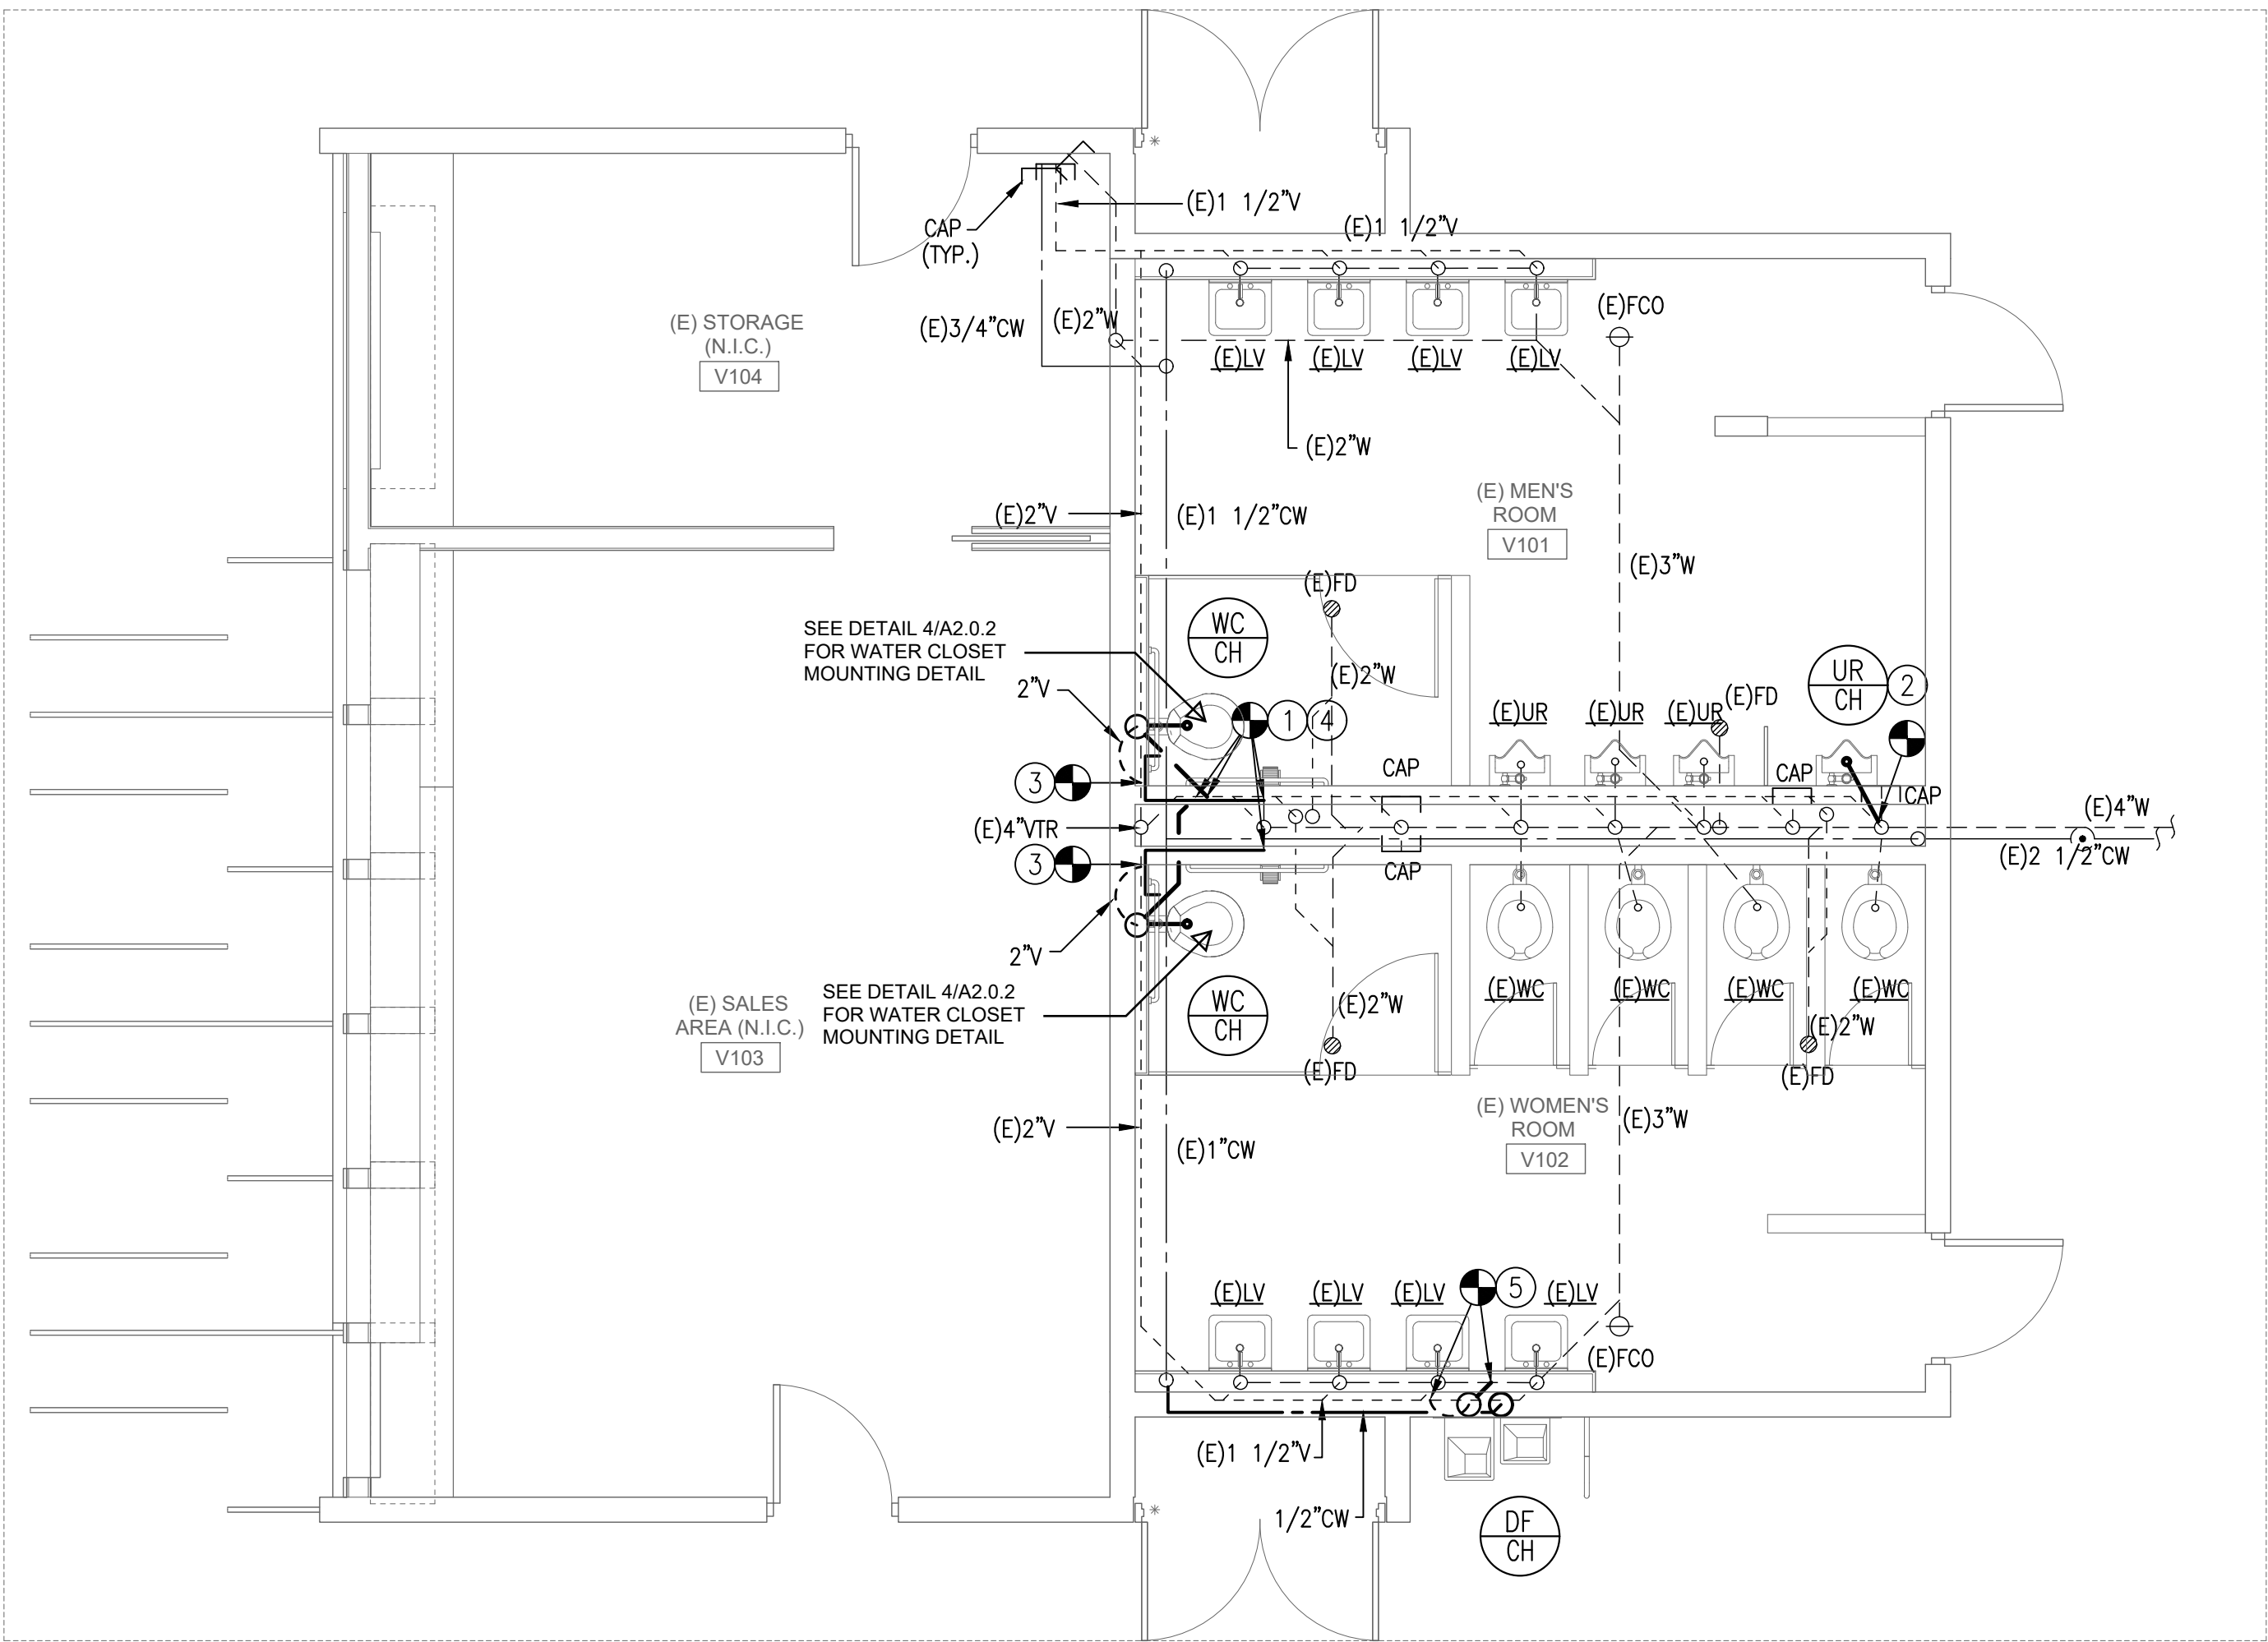 (E)1 1/2"V
(E)1 1/2"V
CAP
(TYP.)
(E)3/4"CW
(E)2"W
(E)FCO
(E) STORAGE
(N.I.C.)
V104
(E)LV
(E)LV
(E)LV
(E)LV
(E)2"W
(E)2"V
(E)1 1/2"CW
(E) MEN'S
ROOM
V101
(E)3"W
(E)FD
SEE DETAIL 4/A2.0.2
FOR WATER CLOSET
MOUNTING DETAIL
WC
CH
(E)2"W
2"V
UR
CH
2
(E)FD
(E)UR
(E)UR
(E)UR
1
4
3
CAP
CAP
CAP
(E)4"W
(E)4"VTR
(E)2 1/2"CW
3
CAP
2"V
(E) SALES
AREA (N.I.C.)
V103
SEE DETAIL 4/A2.0.2
FOR WATER CLOSET
MOUNTING DETAIL
WC
CH
(E)2"W
(E)WC
(E)WC
(E)WC
(E)WC
(E)2"W
(E)FD
(E)FD
(E)2"V
(E)1"CW
(E) WOMEN'S
ROOM
V102
(E)3"W
(E)LV
(E)LV
(E)LV
5
(E)LV
(E)FCO
(E)1 1/2"V
1/2"CW
DF
CH